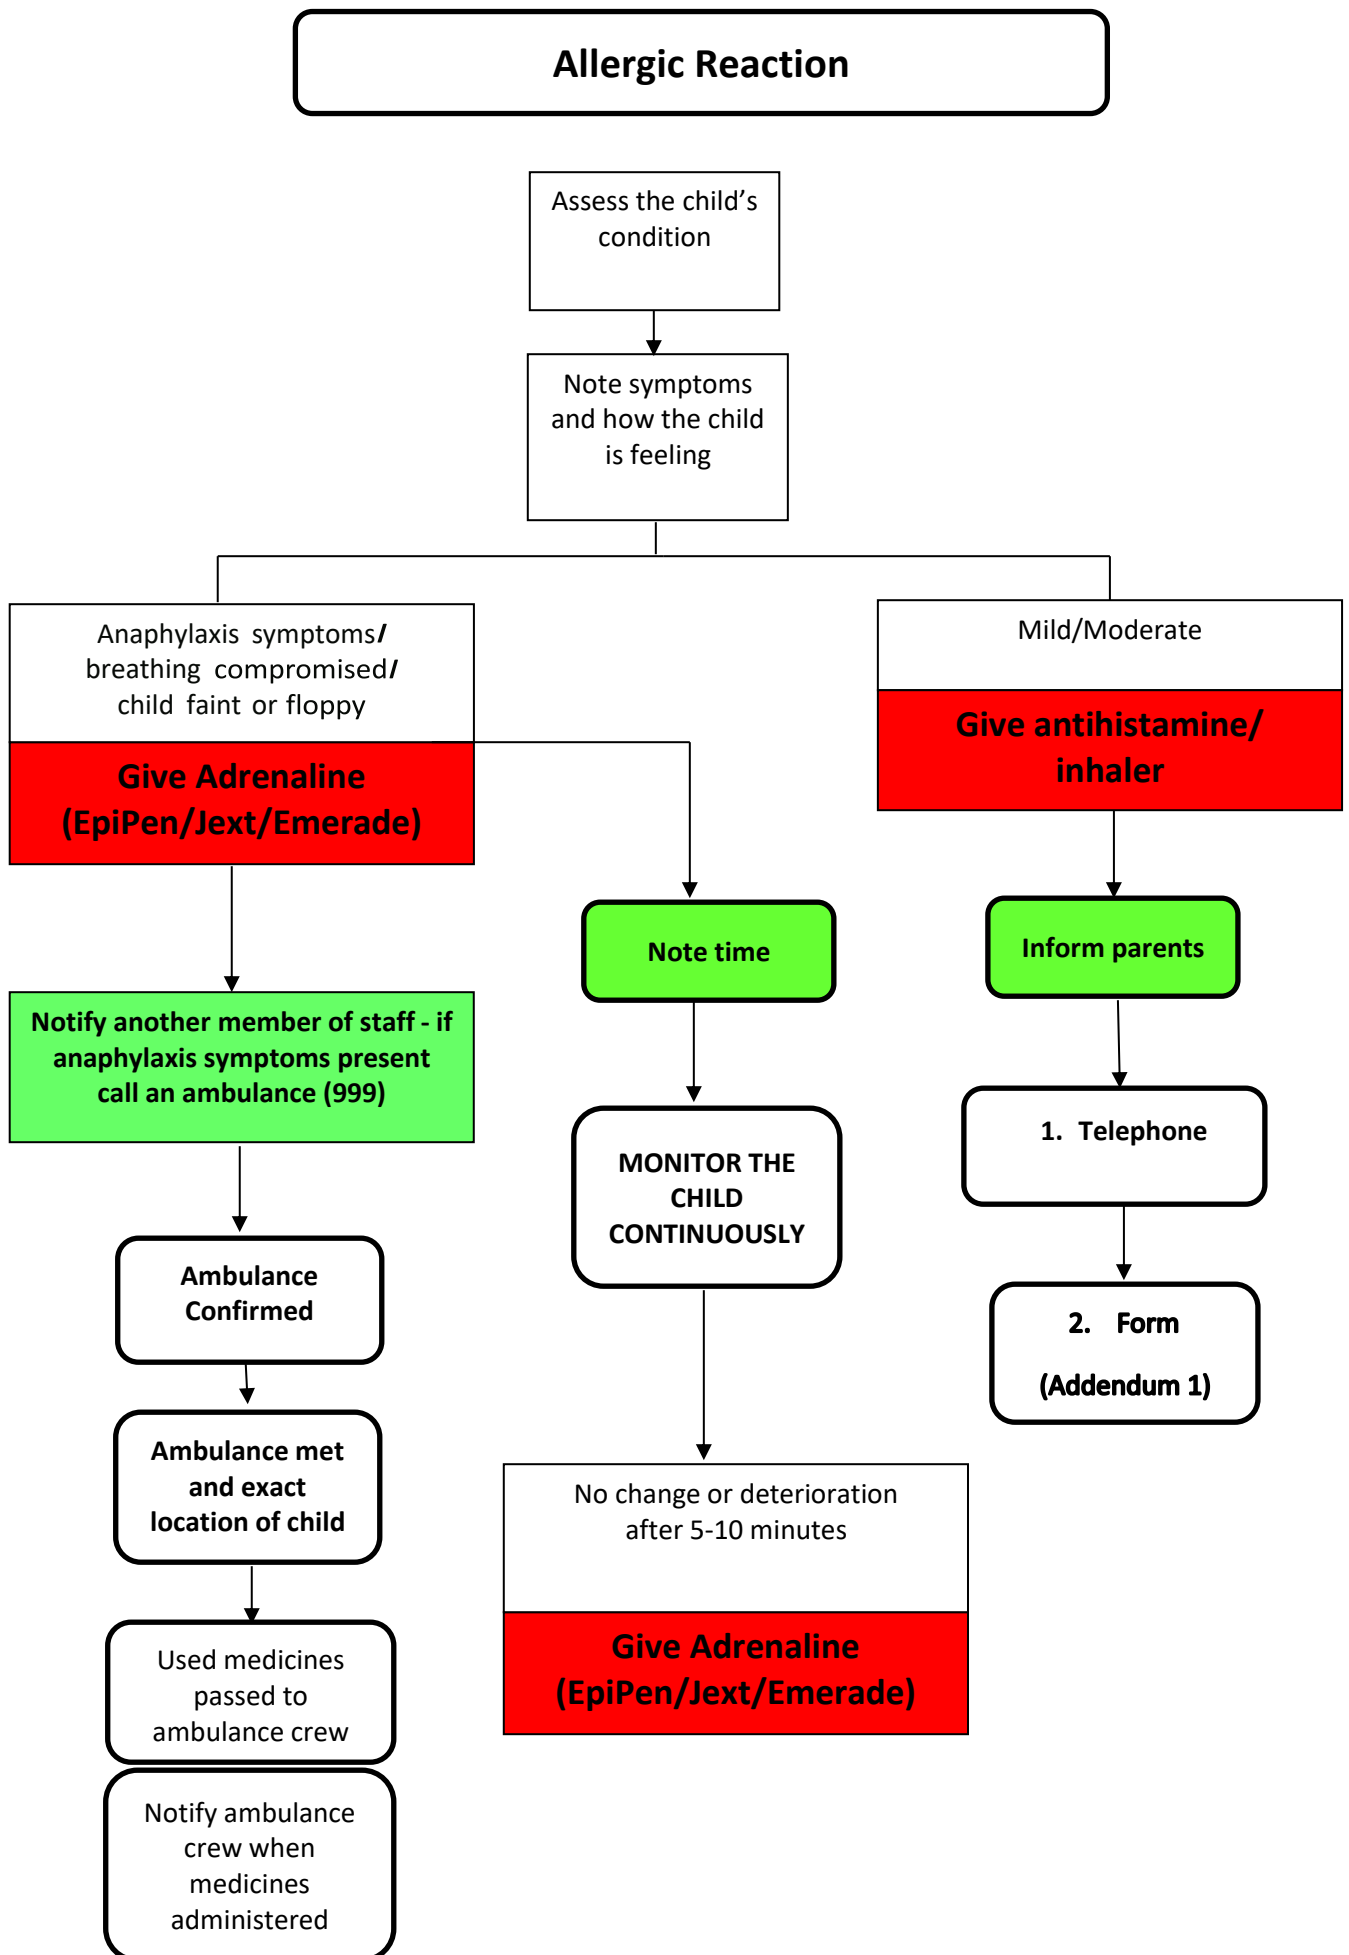 Allergic Reaction
Assess the child’s
condition
Note symptoms
and how the child
is feeling
Anaphylaxis symptoms/
breathing compromised/
child faint or floppy
Give Adrenaline
(EpiPen/Jext/Emerade)
Mild/Moderate
Give antihistamine/
inhaler
Note time
Inform parents
Notify another member of staff - if
anaphylaxis symptoms present
call an ambulance (999)
MONITOR THE
CHILD
CONTINUOUSLY
1. Telephone
Ambulance
Confirmed
2. Form
(Addendum 1)
Ambulance met
and exact
location of child
No change or deterioration
after 5-10 minutes
Give Adrenaline
(EpiPen/Jext/Emerade)
Used medicines
passed to
ambulance crew
Notify ambulance
crew when
medicines
administered